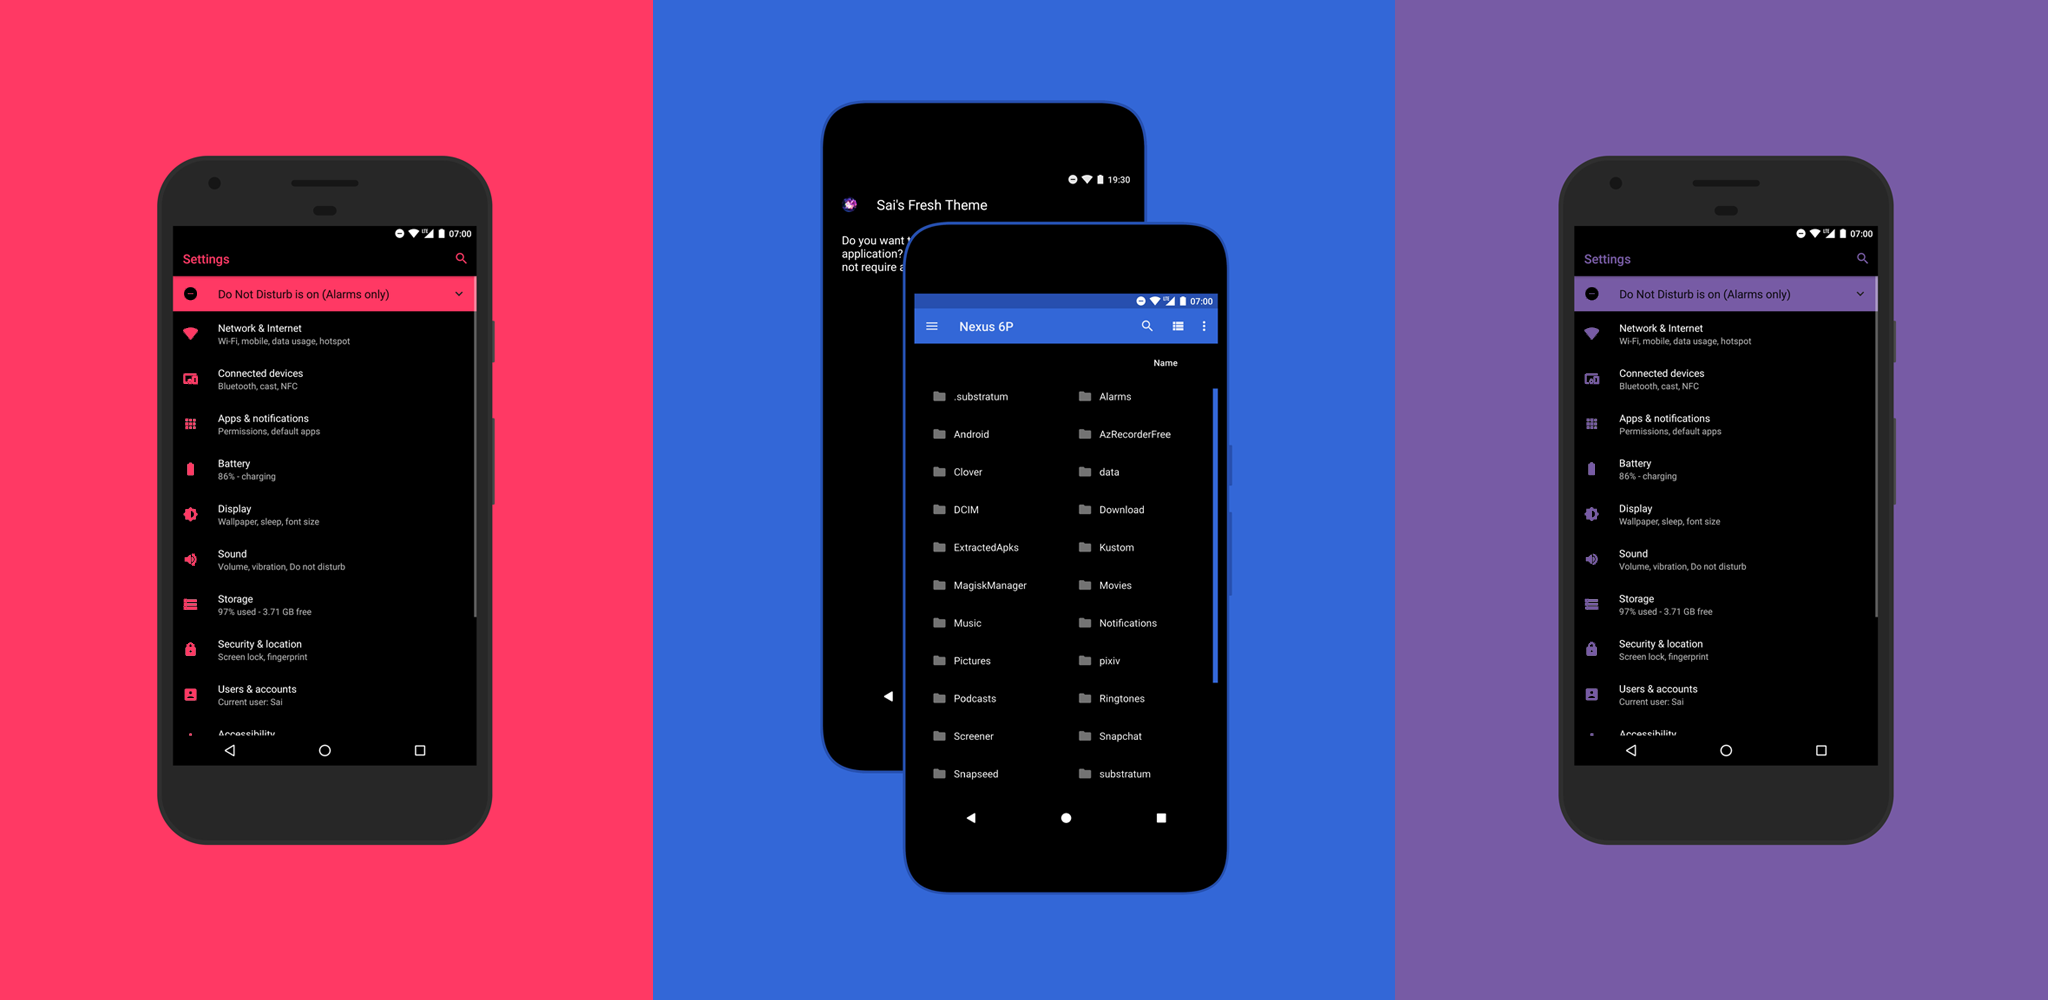 07:00
Settings
Do Not Disturb is on (Alarms only)
Network & Internet
Wi-Fi, mobile, data usage, hotspot
Connected devices
Bluetooth, cast, NFC
Apps & notifications
Permissions, default apps
Battery
86% - charging
Display
Wallpaper, sleep, font size
Sound
Volume, vibration, Do not disturb
Storage
97% used - 3.71 GB free
Security & location
Screen lock, fingerprint
Users & accounts
Current user: Sai
Accessibility
19:30
Sai's Fresh Theme
Do you want
application?
not require
LTE 07:00
Nexus 6P
Name
.substratum
Alarms
Android
AzRecorderFree
Clover
data
DCIM
Download
ExtractedApks
Kustom
MagiskManager
Movies
Music
Notifications
Pictures
pixiv
Podcasts
Ringtones
Screener
Snapchat
Snapseed
substratum
LTE 07:00
Settings
Do Not Disturb is on (Alarms only)
Network & Internet
Wi-Fi, mobile, data usage, hotspot
Connected devices
Bluetooth, cast, NFC
Apps & notifications
Permissions, default apps
Battery
86% - charging
Display
Wallpaper, sleep, font size
Sound
Volume, vibration, Do not disturb
Storage
97% used - 3.71 GB free
Security & location
Screen lock, fingerprint
Users & accounts
Current user: Sai
Accessibility